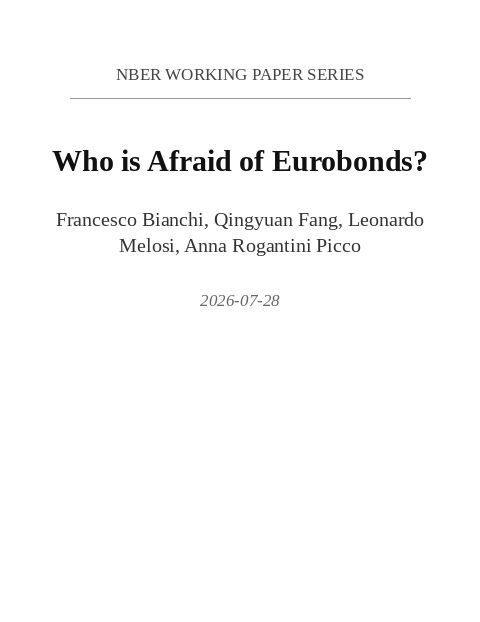 NBER WORKING PAPER SERIES
Who is Afraid of Eurobonds?
Francesco Bianchi, Qingyuan Fang, Leonardo
Melosi, Anna Rogantini Picco
2026-07-28